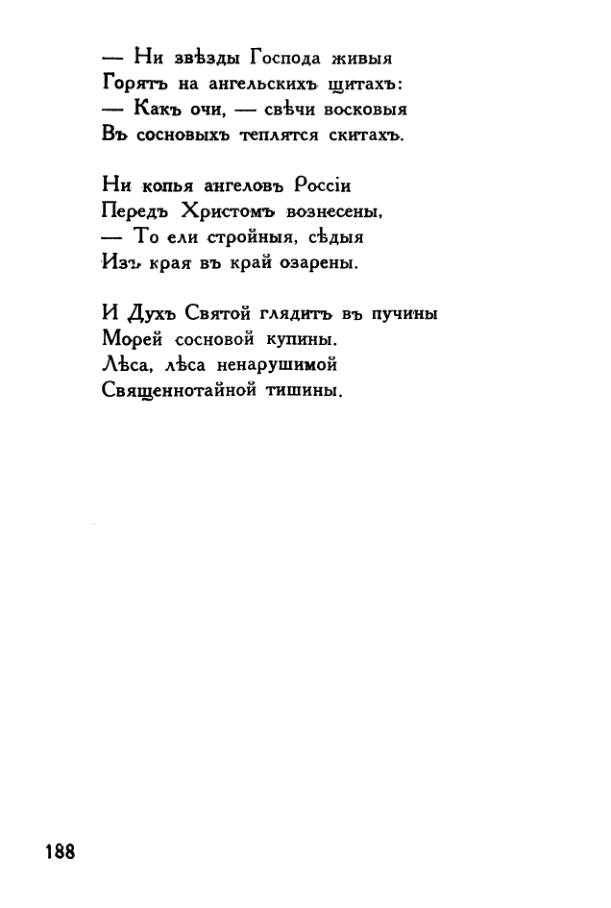 — Ни звѣзды Господа живыя
Горятъ на ангельскихъ щитахъ:
— Какъ очи, — свѣчи восковыя
Въ сосновыхъ теплятся скитахъ.
Ни копья ангеловъ Россіи
Передъ Христомъ вознесены,
— То ели стройныя, сѣдыя
Изъ края въ край озарены.
И Духъ Святой глядитъ въ пучины
Морей сосновой купины.
Лѣса, лѣса ненарушимой
Священнотайной тишины.
188